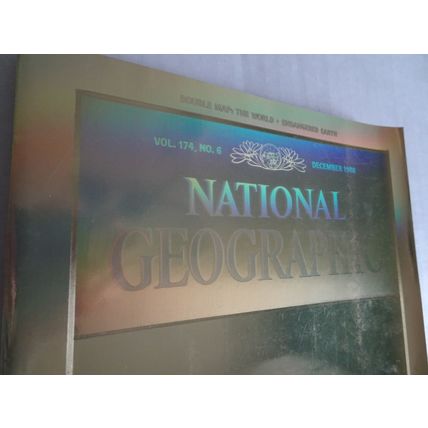 DOUBLE MAP: THE WORLD • ENDANGERED EARTH
VOL. 174, NO. 6
DECEMBER 1988
NATIONAL
GEOGRAPHIC